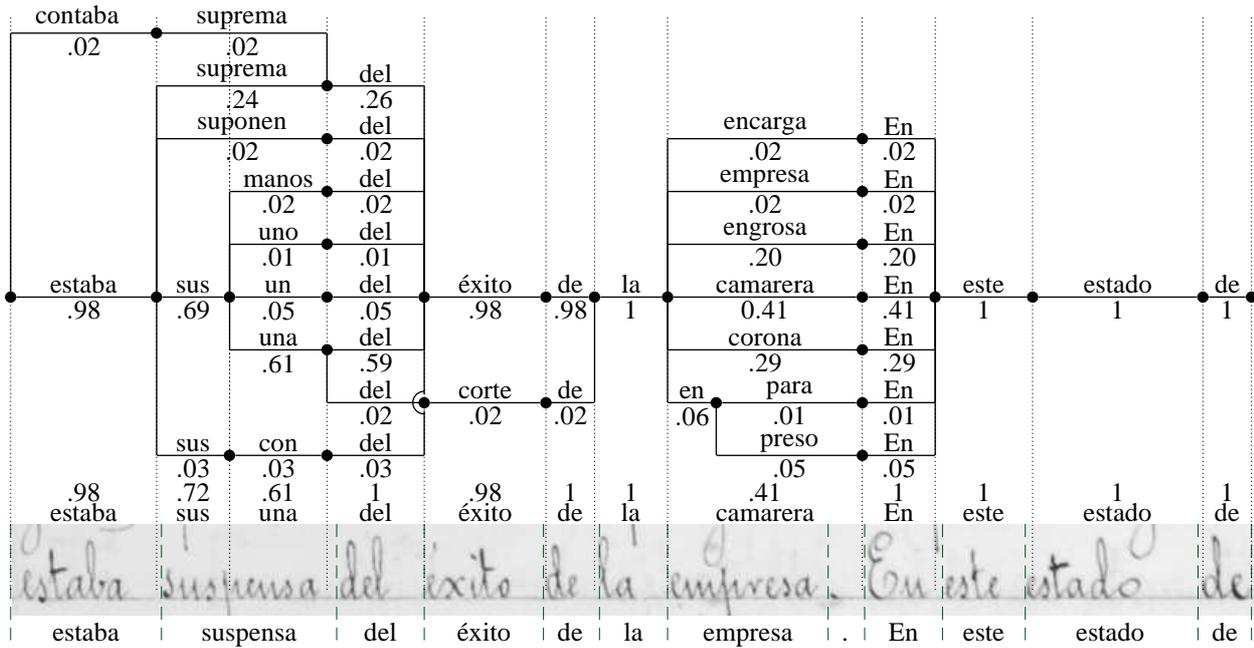 contaba suprema
.02 .02
suprema del
.24 .26
suponen del encarga En
.02 .02 .02 .02
manos del empresa En
.02 .02 .02 .02
uno del engrosa En
.01 .01 .20 .20
estaba sus un del éxito de la camarera En este estado de
.98 .69 .05 .05 .98 .98 1 0.41 .41 1 1 1
una del corona En
.61 .59 .29 .29
del corte de en para En
.02 .02 .02 .06 .01 .01
sus con del preso En
.03 .03 .03 .05 .05
.98 .72 .61 1 .98 1 1 .41 1 1 1 1
estaba sus una del éxito de la camarera En este estado de
estaba suspensa del éxito de la empresa. En este estado de
estaba suspensa del éxito de la empresa . En este estado de